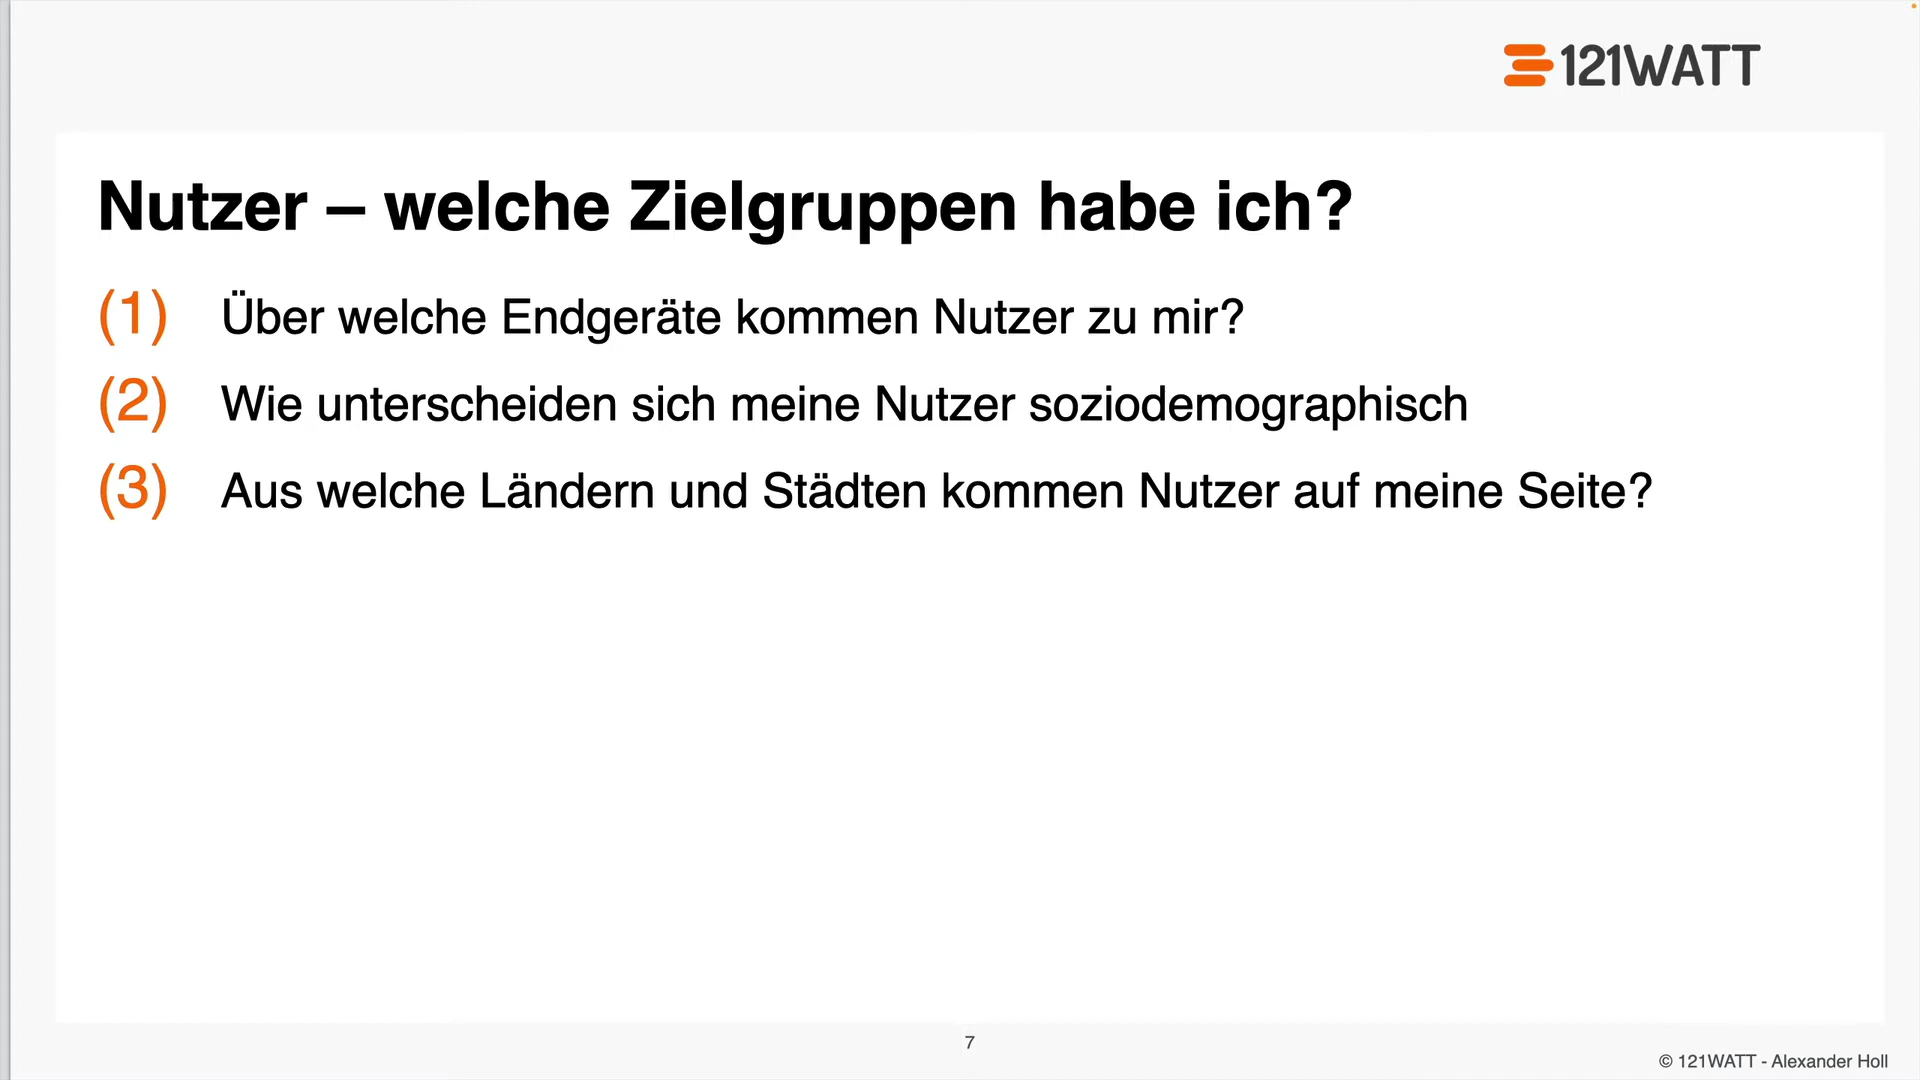 121WATT
Nutzer – welche Zielgruppen habe ich?
(1) Über welche Endgeräte kommen Nutzer zu mir?
(2) Wie unterscheiden sich meine Nutzer soziodemographisch
(3) Aus welche Ländern und Städten kommen Nutzer auf meine Seite?
7
© 121WATT - Alexander Holl